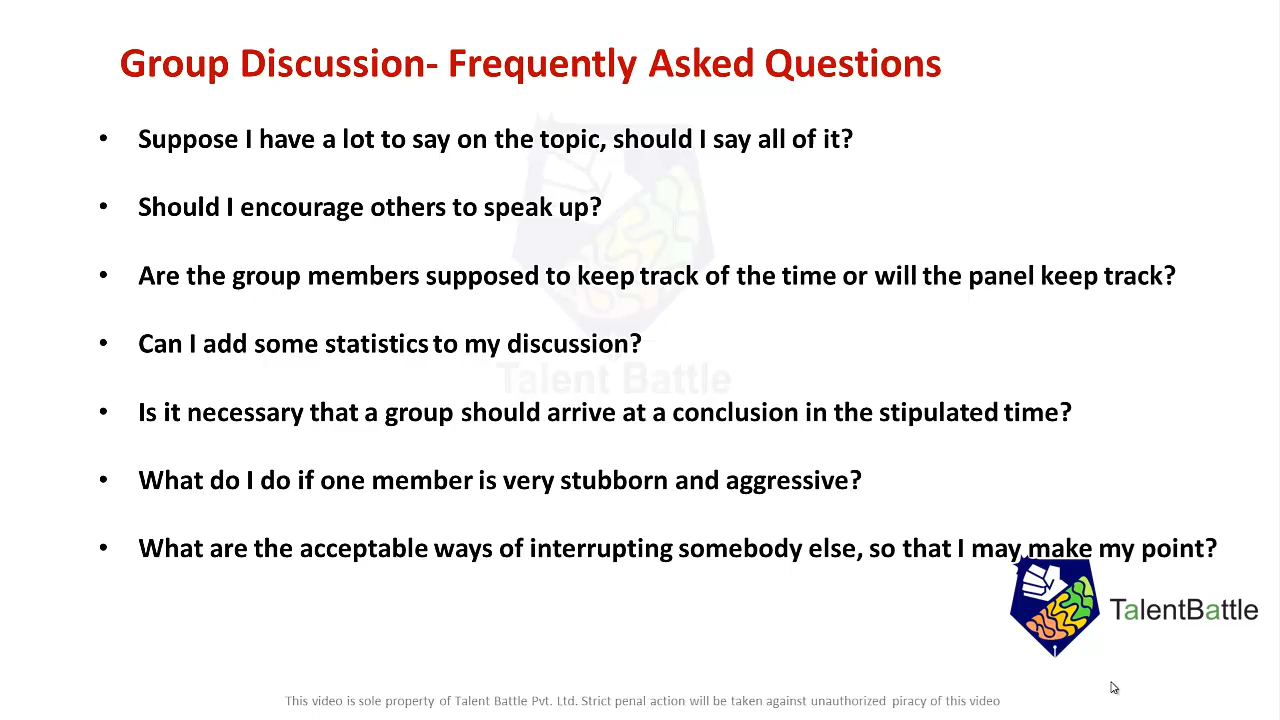 Group Discussion- Frequently Asked Questions
• Suppose I have a lot to say on the topic, should I say all of it?
• Should I encourage others to speak up?
• Are the group members supposed to keep track of the time or will the panel keep track?
• Can I add some statistics to my discussion?
Talent Battle
• Is it necessary that a group should arrive at a conclusion in the stipulated time?
• What do I do if one member is very stubborn and aggressive?
• What are the acceptable ways of interrupting somebody else, so that I may make my point?
TalentBattle
This video is sole property of Talent Battle Pvt. Ltd. Strict penal action will be taken against unauthorized piracy of this video